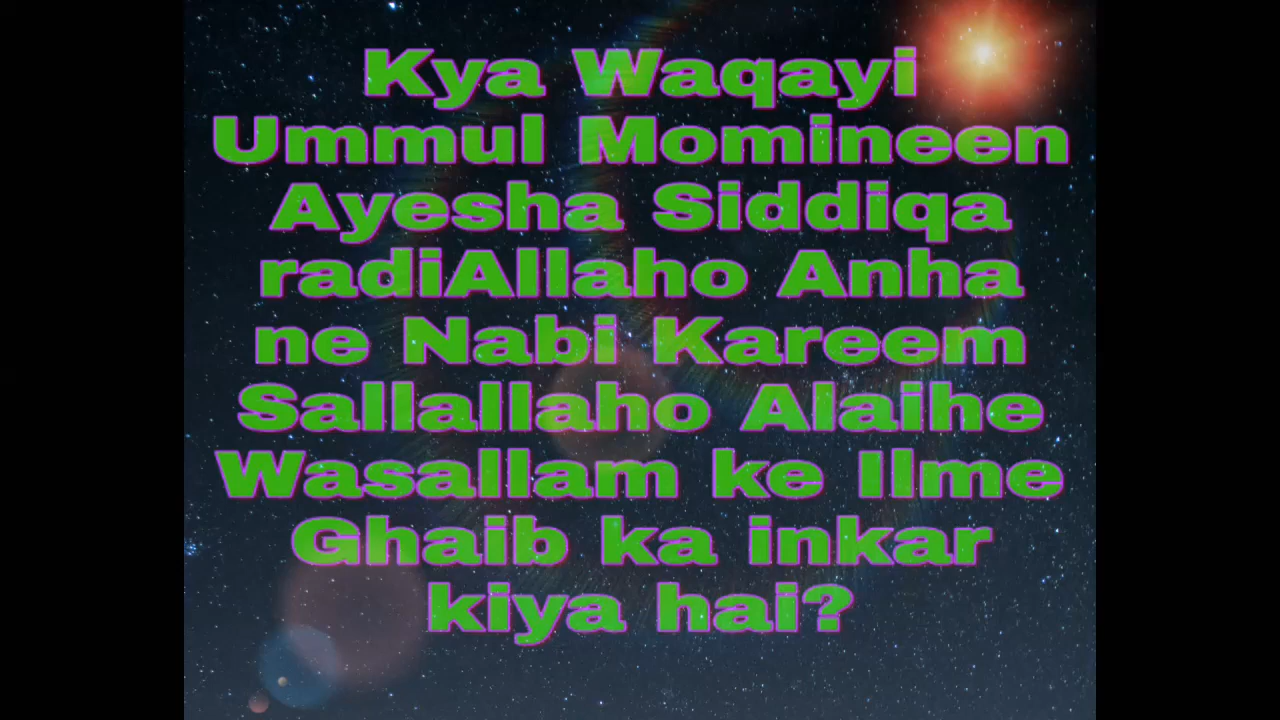 Kya Waqayi
Ummul Momineen
Ayesha Siddiqa
radiAllaho Anha
ne Nabi Kareem
Sallallaho Alaihe
Wasallam ke Ilme
Ghaib ka inkar
kiya hai?